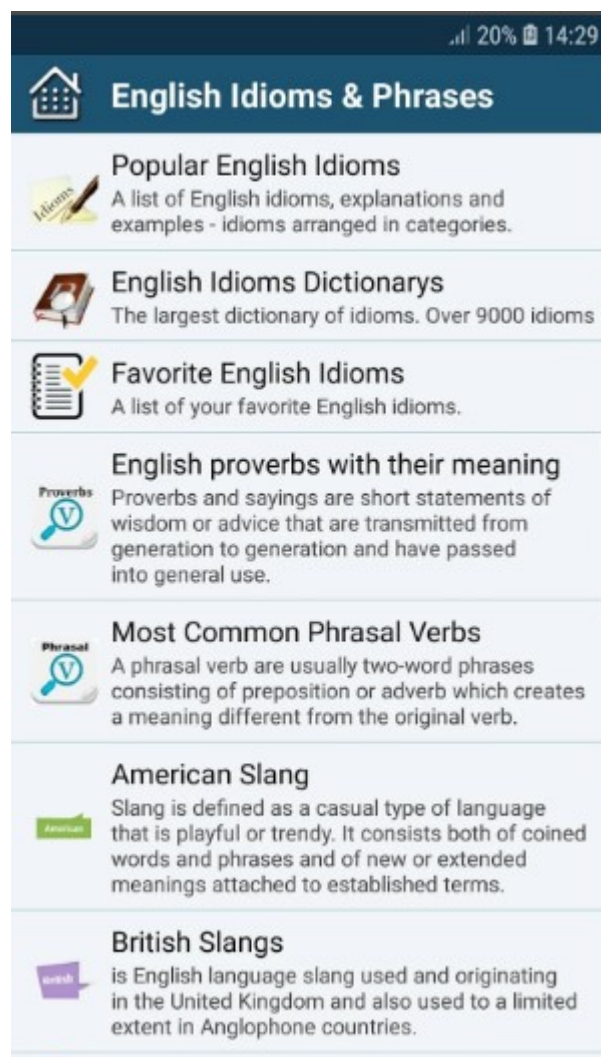 20% 14:29
English Idioms & Phrases
Popular English Idioms
A list of English idioms, explanations and
examples - idioms arranged in categories.
Idioms
English Idioms Dictionarys
The largest dictionary of idioms. Over 9000 idioms
Favorite English Idioms
A list of your favorite English idioms.
English proverbs with their meaning
Proverbs
V
Proverbs and sayings are short statements of
wisdom or advice that are transmitted from
generation to generation and have passed
into general use.
Most Common Phrasal Verbs
Phrasal
V
A phrasal verb are usually two-word phrases
consisting of preposition or adverb which creates
a meaning different from the original verb.
American Slang
American
Slang is defined as a casual type of language
that is playful or trendy. It consists both of coined
words and phrases and of new or extended
meanings attached to established terms.
British Slangs
British
is English language slang used and originating
in the United Kingdom and also used to a limited
extent in Anglophone countries.